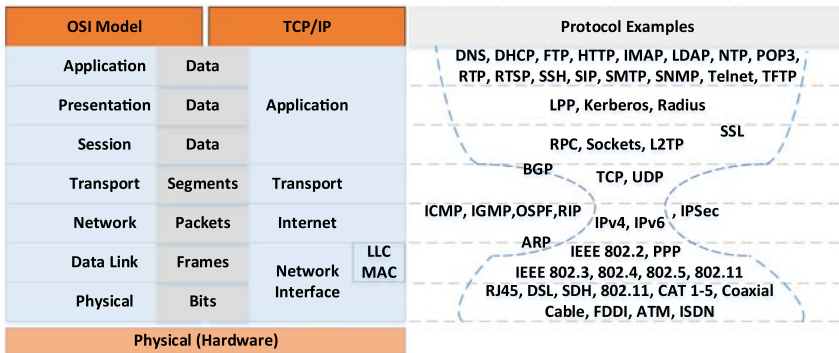 OSI Model TCP/IP Protocol Examples
Application Data DNS, DHCP, FTP, HTTP, IMAP, LDAP, NTP, POP3,
RTP, RTSP, SSH, SIP, SMTP, SNMP, Telnet, TFTP
Presentation Data Application LPP, Kerberos, Radius
SSL
Session Data RPC, Sockets, L2TP
BGP
Transport Segments Transport TCP, UDP
Network Packets Internet ICMP, IGMP,OSPF,RIP IPv4, IPv6 , IPSec
ARP
Data Link Frames LLC IEEE 802.2, PPP
MAC IEEE 802.3, 802.4, 802.5, 802.11
Network
Interface
Physical Bits RJ45, DSL, SDH, 802.11, CAT 1-5, Coaxial
Cable, FDDI, ATM, ISDN
Physical (Hardware)